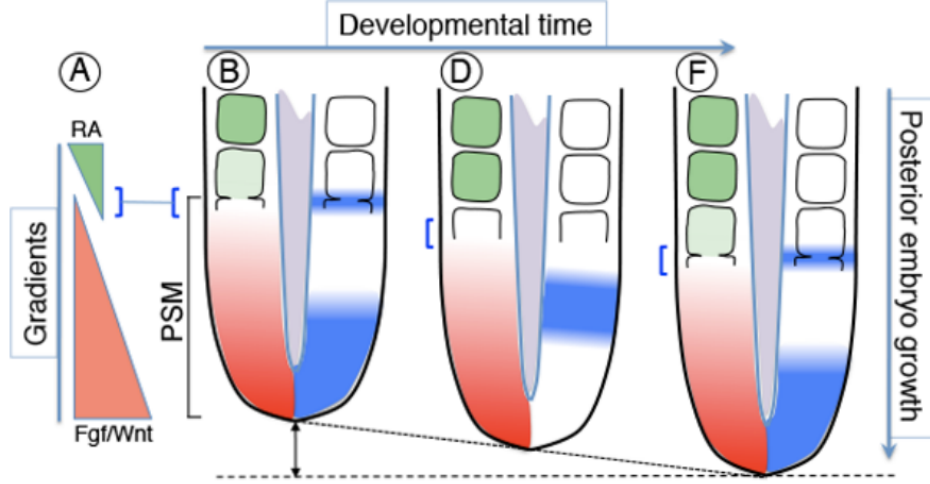 Developmental time
A
B
D
F
RA
Gradients
PSM
Fgf/Wnt
Posterior embryo growth